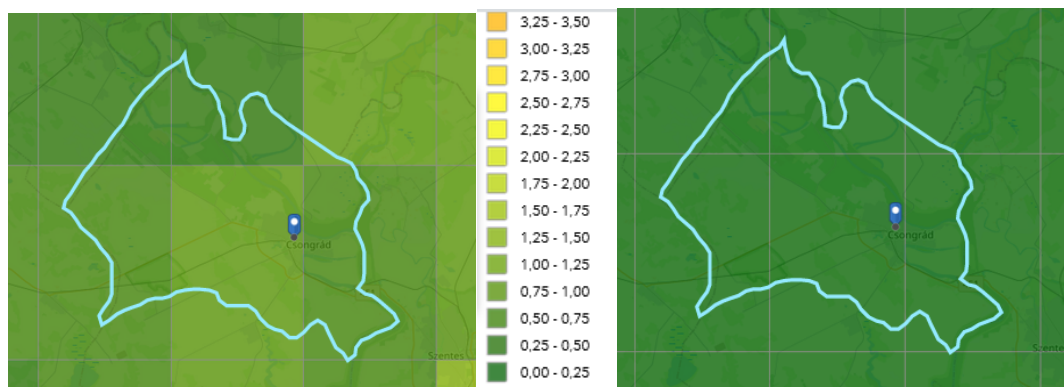 Csongrád
Szentes
3,25 - 3,50
3,00 - 3,25
2,75 - 3,00
2,50 - 2,75
2,25 - 2,50
2,00 - 2,25
1,75 - 2,00
1,50 - 1,75
1,25 - 1,50
1,00 - 1,25
0,75 - 1,00
0,50 - 0,75
0,25 - 0,50
0,00 - 0,25
Csongrád
Szente